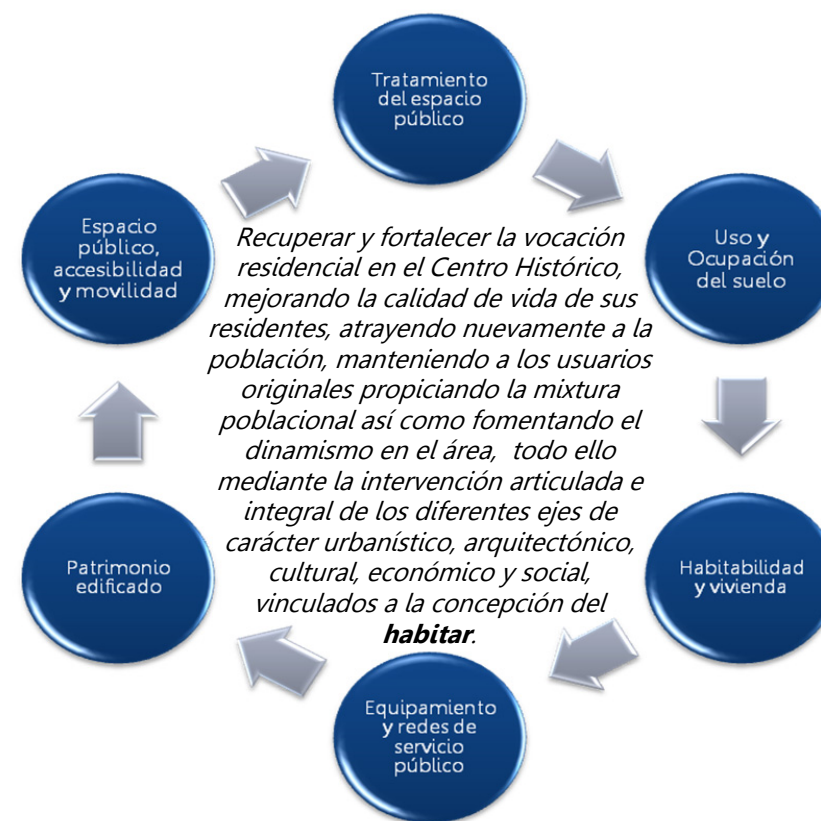 Tratamiento
del espacio
público
Espacio
público,
accesibilidad
y movilidad
Uso y
Ocupación
del suelo
Recuperar y fortalecer la vocación
residencial en el Centro Histórico,
mejorando la calidad de vida de sus
residentes, atrayendo nuevamente a la
población, manteniendo a los usuarios
originales propiciando la mixtura
poblacional así como fomentando el
dinamismo en el área, todo ello
mediante la intervención articulada e
integral de los diferentes ejes de
carácter urbanístico, arquitectónico,
cultural, económico y social,
vinculados a la concepción del
habitar.
Patrimonio
edificado
Habitabilidad
y vivienda
Equipamiento
y redes de
servicio
público